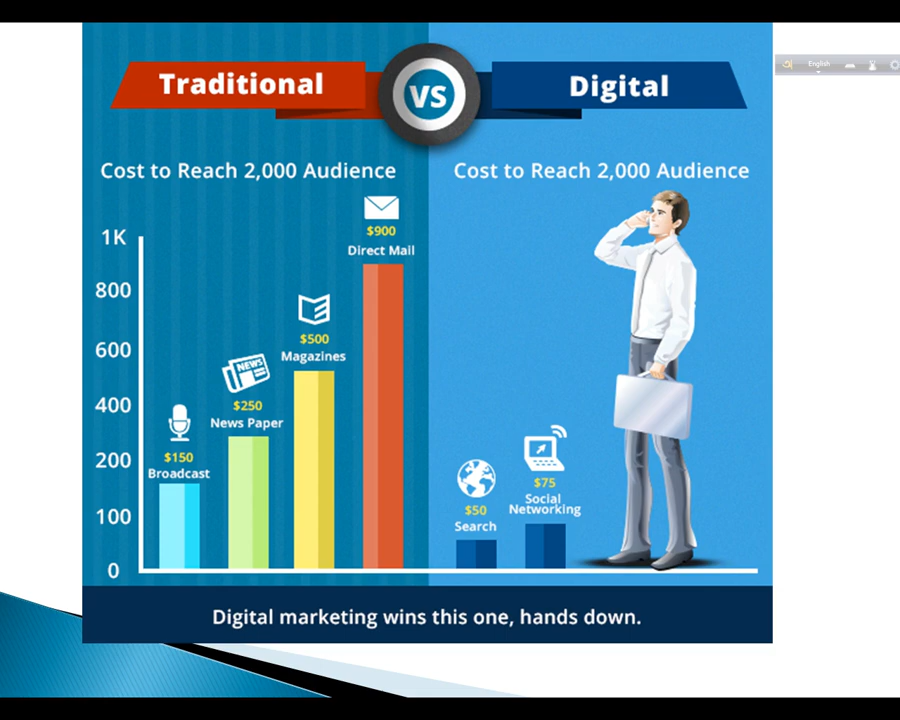 Traditional
VS
Digital
English
Cost to Reach 2,000 Audience
Cost to Reach 2,000 Audience
1K
800
600
400
200
100
0
$900
Direct Mail
$500
Magazines
NEWS
$250
News Paper
$150
Broadcast
$50
Search
$75
Social
Networking
Digital marketing wins this one, hands down.